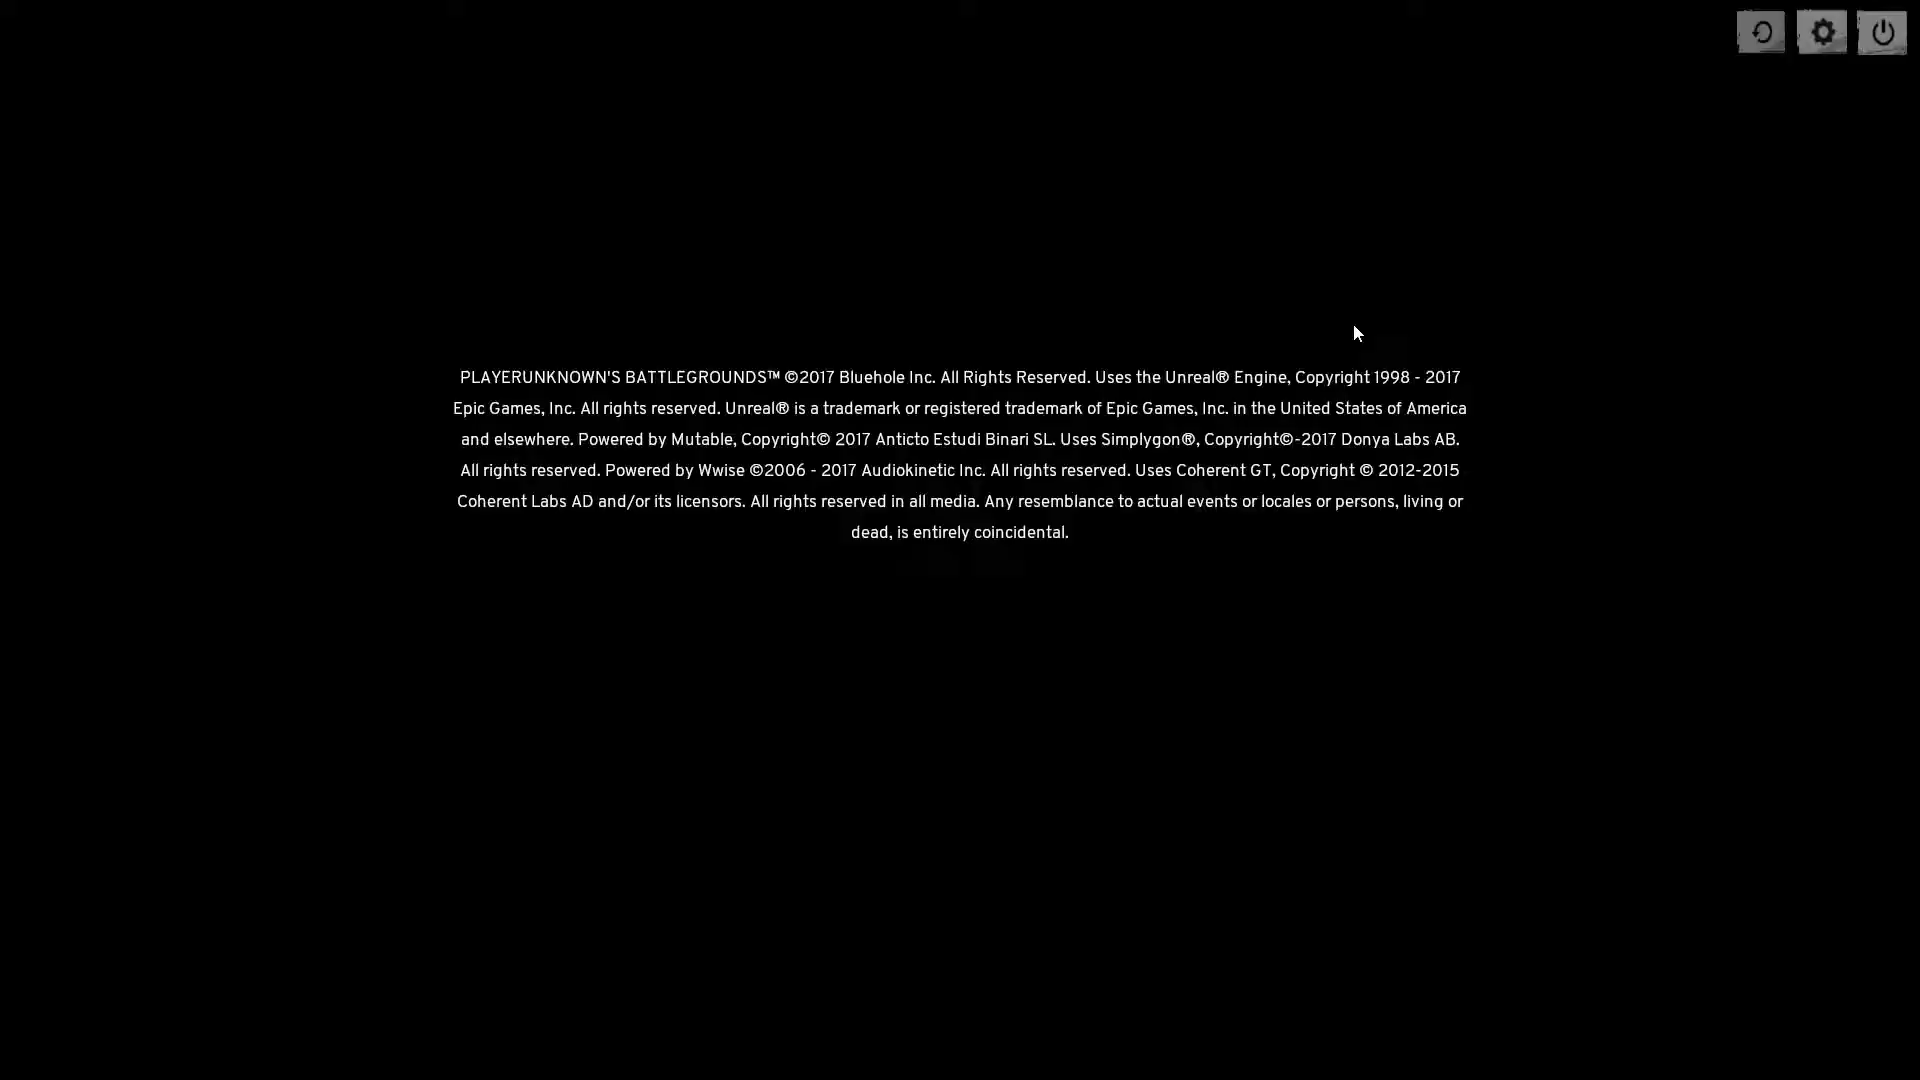 PLAYERUNKNOWN'S BATTLEGROUNDS™ ©2017 Bluehole Inc. All Rights Reserved. Uses the Unreal® Engine, Copyright 1998 - 2017
Epic Games, Inc. All rights reserved. Unreal® is a trademark or registered trademark of Epic Games, Inc. in the United States of America
and elsewhere. Powered by Mutable, Copyright© 2017 Anticto Estudi Binari SL. Uses Simplygon®, Copyright©-2017 Donya Labs AB.
All rights reserved. Powered by Wwise ©2006 - 2017 Audiokinetic Inc. All rights reserved. Uses Coherent GT, Copyright © 2012-2015
Coherent Labs AD and/or its licensors. All rights reserved in all media. Any resemblance to actual events or locales or persons, living or
dead, is entirely coincidental.